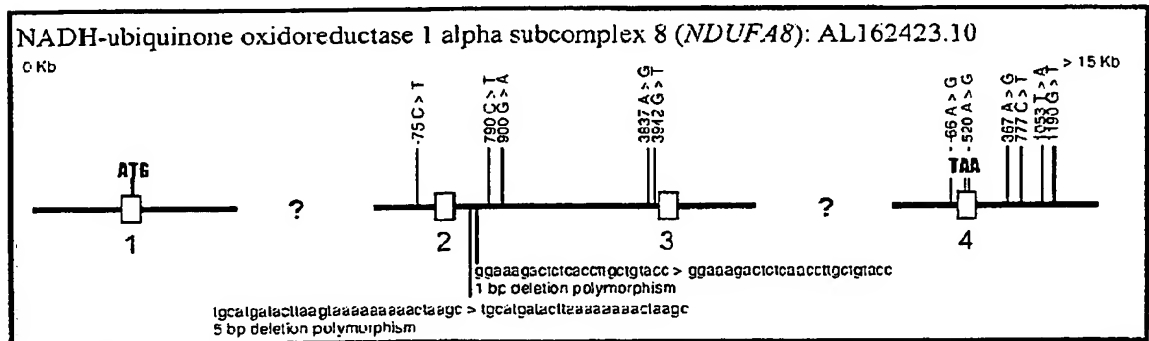 NADH-ubiquinone oxidoreductase 1 alpha subcomplex 8 (NDUFA8): AL162423.10
0 Kb
> 15 Kb
-75 C > T
790 C > T
900 G > A
3837 A > G
3942 G > T
-66 A > G
-520 A > G
367 A > G
777 C > T
1053 T > A
1190 G > T
ATG
TAA
?
?
1
2
3
4
ggaaagactctcaccttgctgtacc > ggaaagactctcaaccttgctgtacc
1 bp deletion polymorphism
tgcatgatacttaagtaaaaaaaaaactaagc > tgcatgatacttaaaaaaaaactaagc
5 bp deletion polymorphism